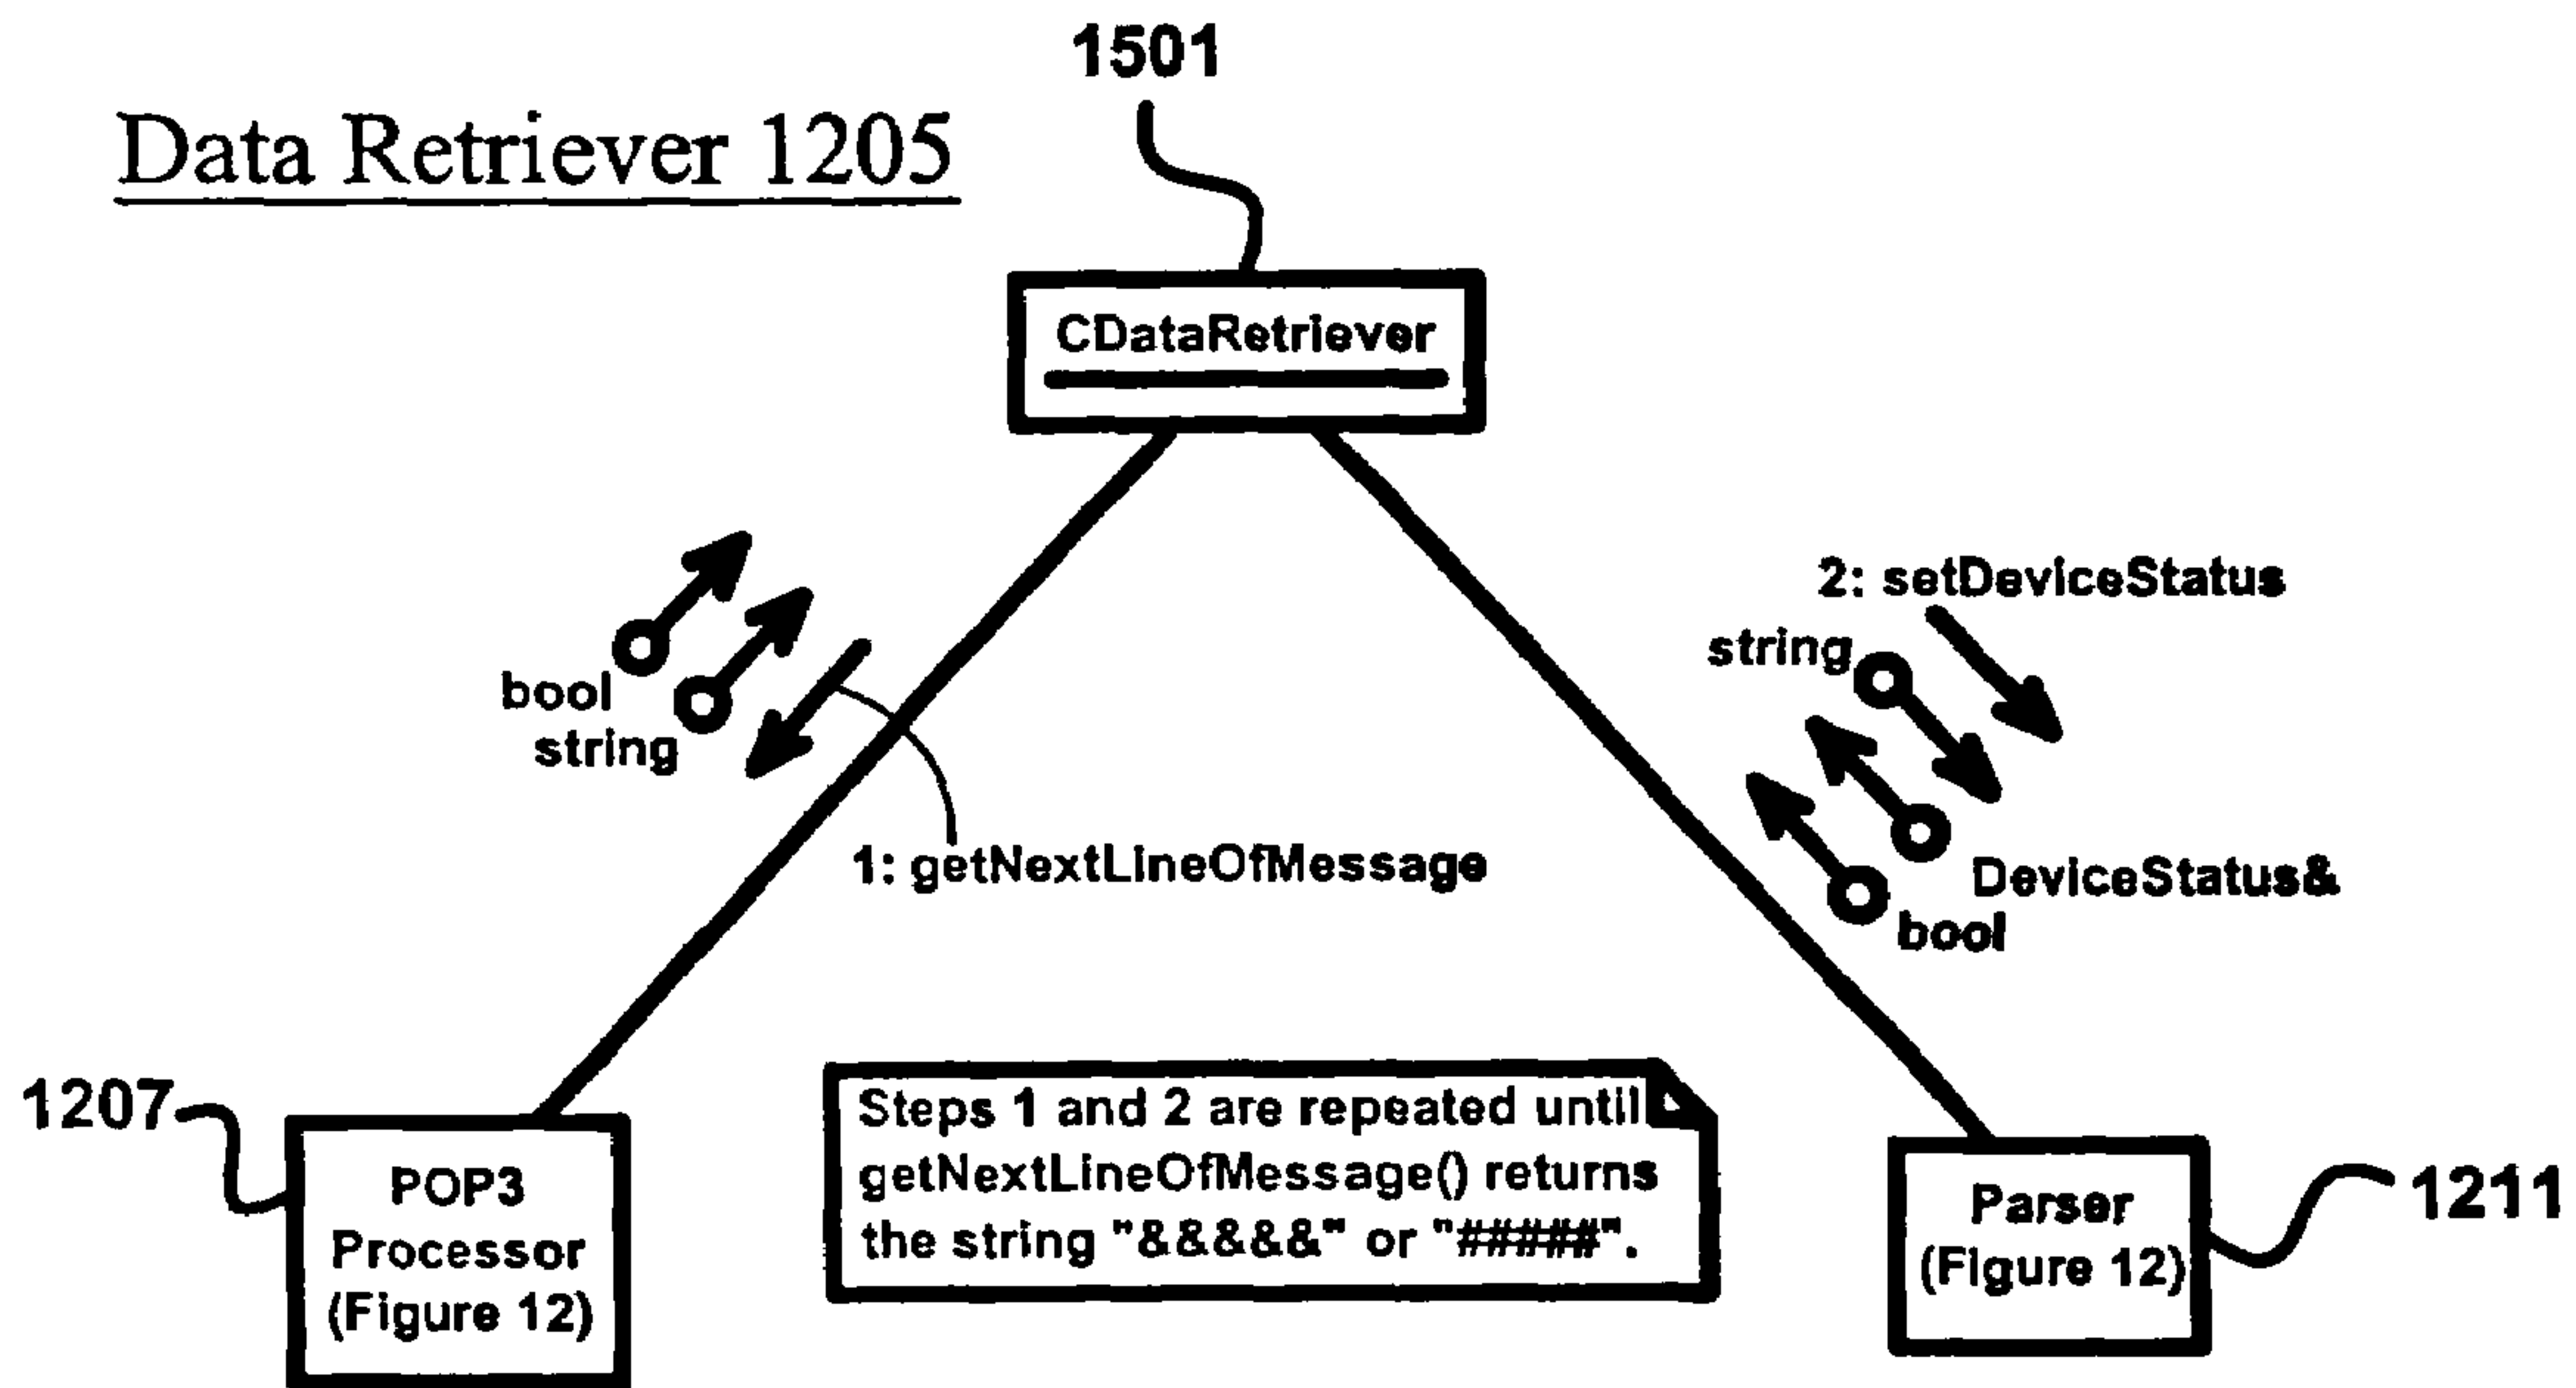 1501
Data Retriever 1205
CDataRetriever
2: setDeviceStatus
string
bool
string
1: getNextLineOfMessage
DeviceStatus&
bool
1207
POP3
Processor
(Figure 12)
Steps 1 and 2 are repeated until
getNextLineOfMessage() returns
the string "&&&&&" or "#####".
Parser
(Figure 12)
1211